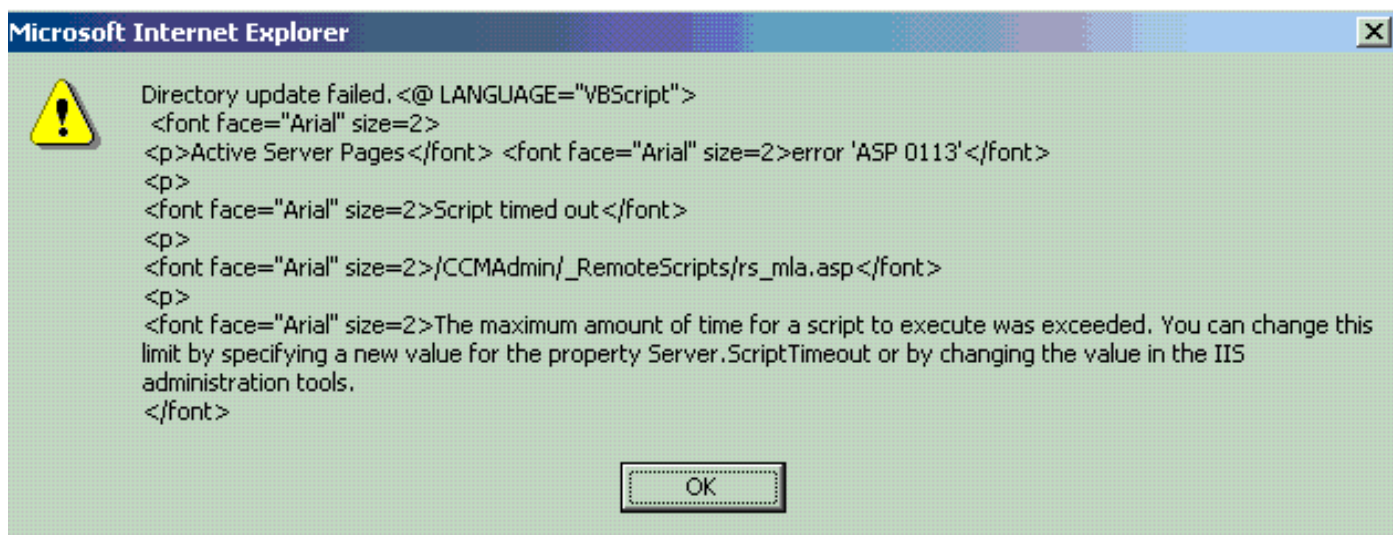 Microsoft Internet Explorer
Directory update failed.<@ LANGUAGE="VBScript">
<font face="Arial" size=2>
<p>Active Server Pages</font> <font face="Arial" size=2>error 'ASP 0113'</font>
<p>
<font face="Arial" size=2>Script timed out</font>
<p>
<font face="Arial" size=2>/CCMAdmin/_RemoteScripts/rs_mla.asp</font>
<p>
<font face="Arial" size=2>The maximum amount of time for a script to execute was exceeded. You can change this
limit by specifying a new value for the property Server.ScriptTimeout or by changing the value in the IIS
administration tools.
</font>
OK